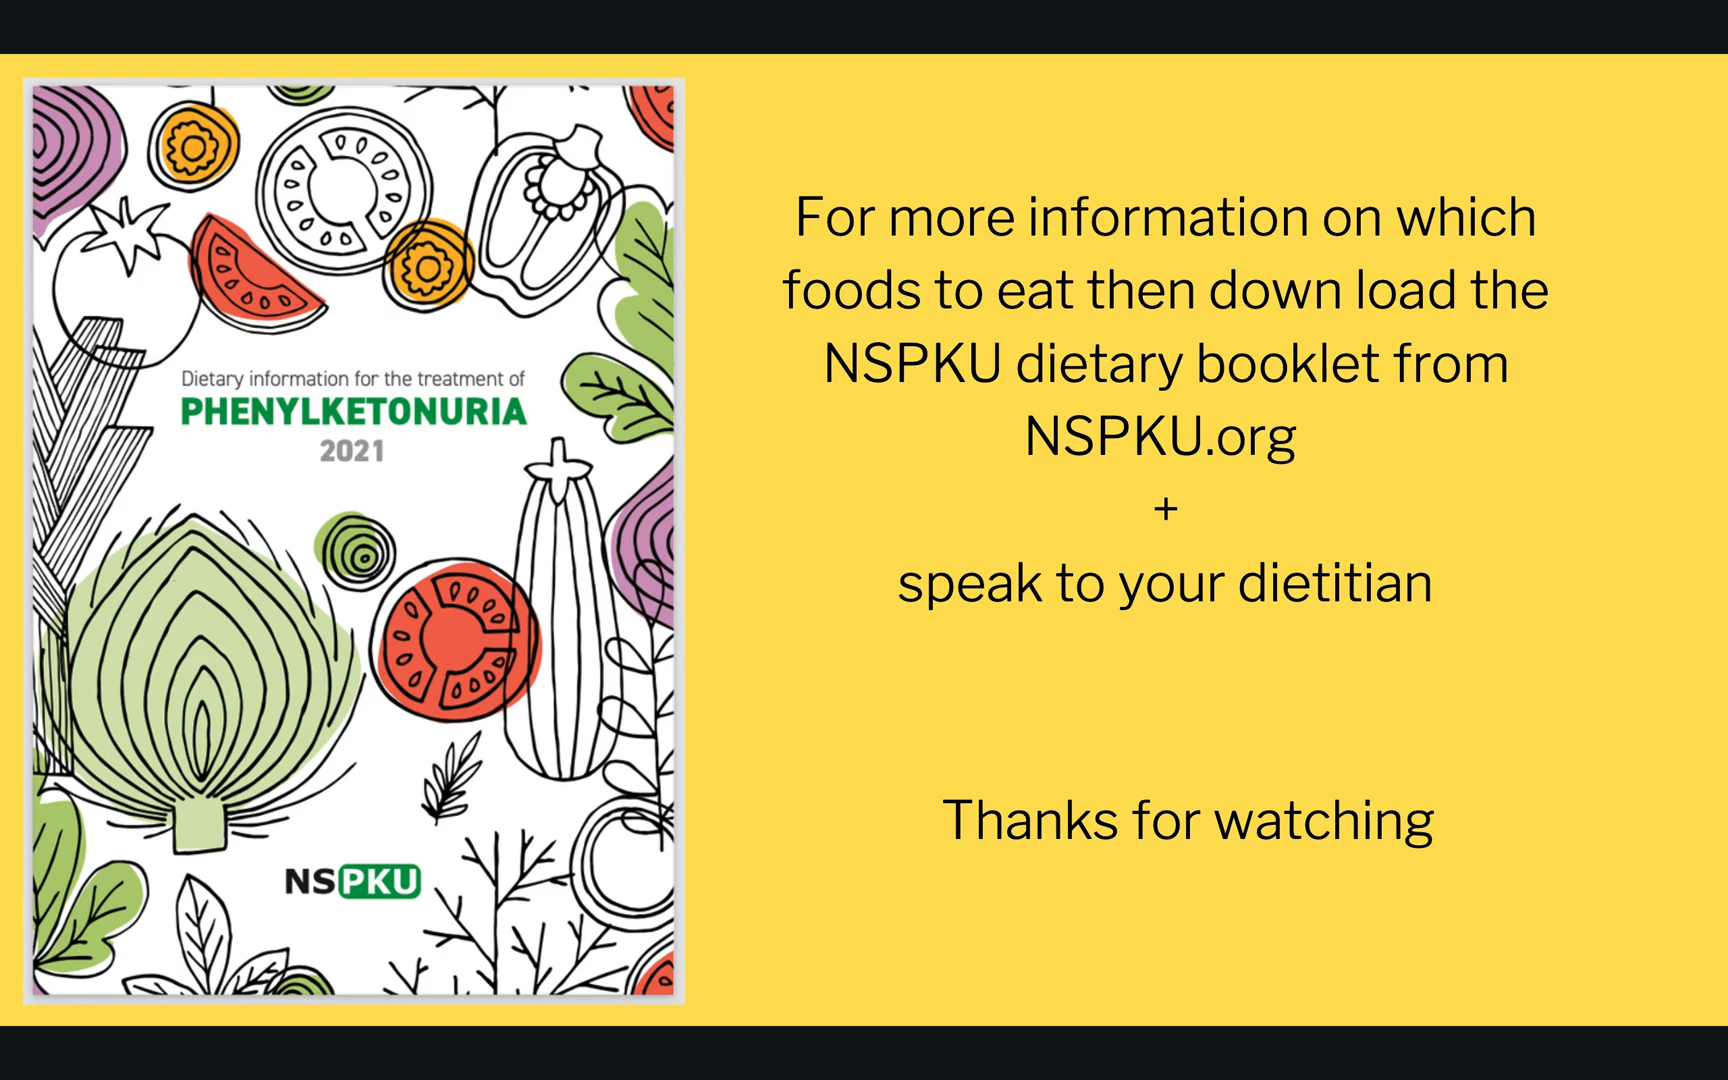 Dietary information for the treatment of
PHENYLKETONURIA
2021
NSPKU
For more information on which
foods to eat then down load the
NSPKU dietary booklet from
NSPKU.org
+
speak to your dietitian
Thanks for watching